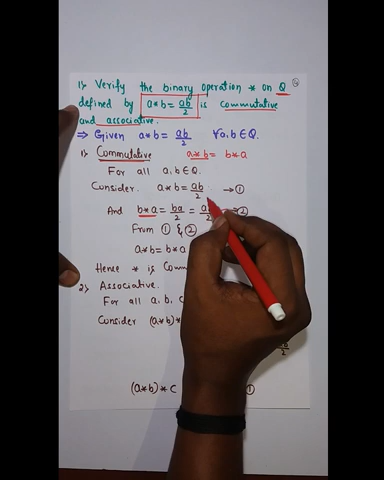 1) Verify the binary operation * on Q
defined by a*b = ab/2 is commutative
and associative.
⇒ Given a*b = ab/2 ∀a,b ∈ Q.
1) Commutative a*b = b*a
For all a,b ∈ Q.
Consider. a*b = ab/2 → ①
And b*a = ba/2 = → ②
From ① & ②
a*b = b*a
Hence * is
2) Associative.
For all a, b,
Consider (a*b)*
(a*b)*c